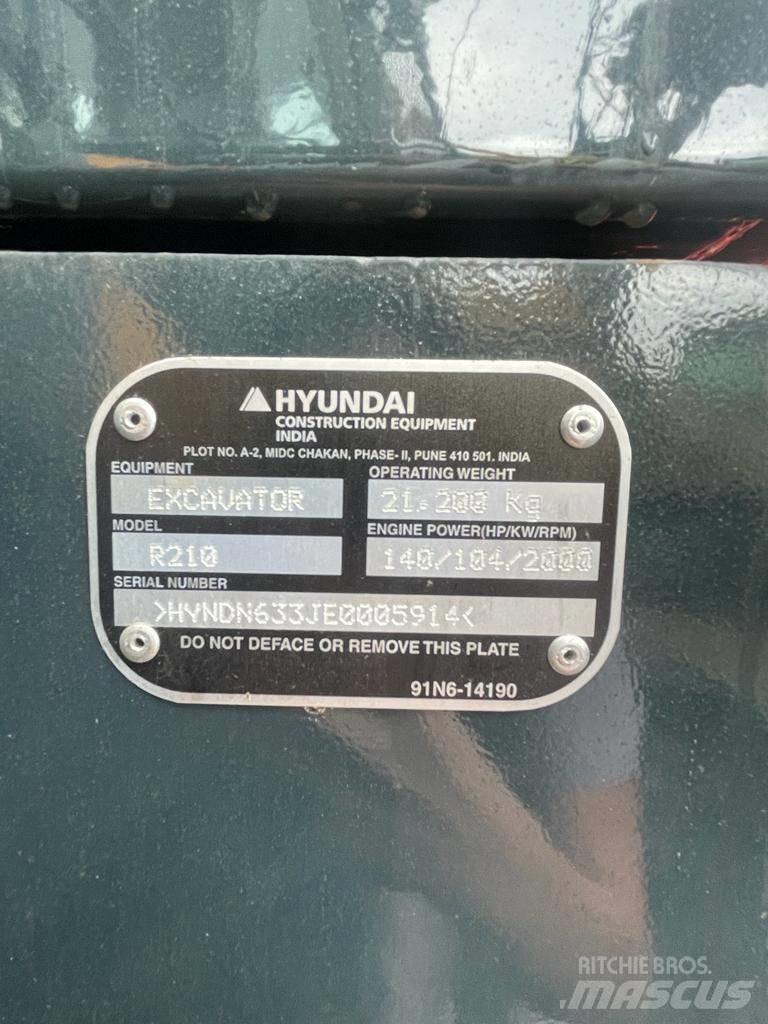 HYUNDAI
CONSTRUCTION EQUIPMENT
INDIA
PLOT NO. A-2, MIDC CHAKAN, PHASE- II, PUNE 410 501. INDIA
EQUIPMENT
EXCAVATOR
OPERATING WEIGHT
21.200 kg
MODEL
R210
ENGINE POWER(HP/KW/RPM)
140/104/2000
SERIAL NUMBER
>HYNDN633JE0005914<
DO NOT DEFACE OR REMOVE THIS PLATE
91N6-14190
RITCHIE BROS.
MASCUS